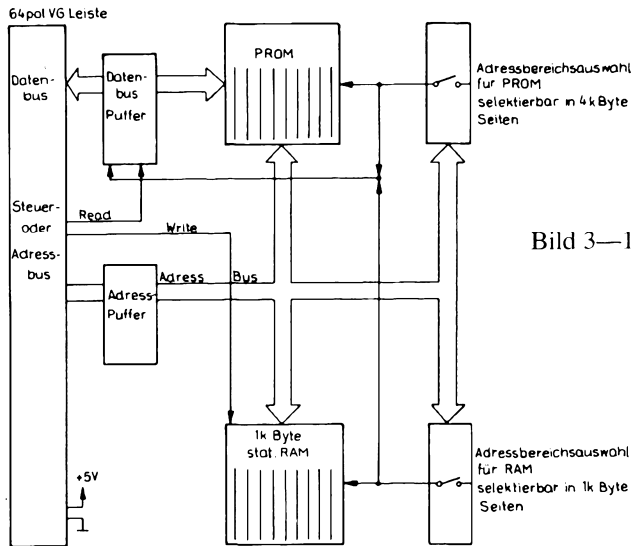 64pol VG Leiste
Datenbus
Daten-
bus
Puffer
PROM
Adressbereichsauswahl
für PROM
selektierbar in 4k Byte
Seiten
Steuer-
oder
Adress-
bus
Read
Write
Adress Bus
Adress
Puffer
Bild 3—1
1k Byte
stat. RAM
Adressbereichsauswahl
für RAM
selektierbar in 1k Byte
Seiten
+5V